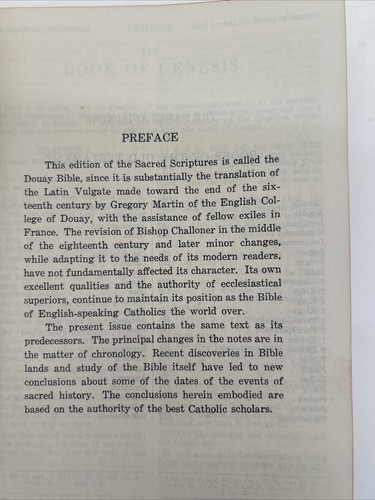 BOOK OF GENESIS
PREFACE
This edition of the Sacred Scriptures is called the
Douay Bible, since it is substantially the translation of
the Latin Vulgate made toward the end of the six-
teenth century by Gregory Martin of the English Col-
lege of Douay, with the assistance of fellow exiles in
France. The revision of Bishop Challoner in the middle
of the eighteenth century and later minor changes,
while adapting it to the needs of its modern readers,
have not fundamentally affected its character. Its own
excellent qualities and the authority of ecclesiastical
superiors, continue to maintain its position as the Bible
of English-speaking Catholics the world over.
The present issue contains the same text as its
predecessors. The principal changes in the notes are in
the matter of chronology. Recent discoveries in Bible
lands and study of the Bible itself have led to new
conclusions about some of the dates of the events of
sacred history. The conclusions herein embodied are
based on the authority of the best Catholic scholars.